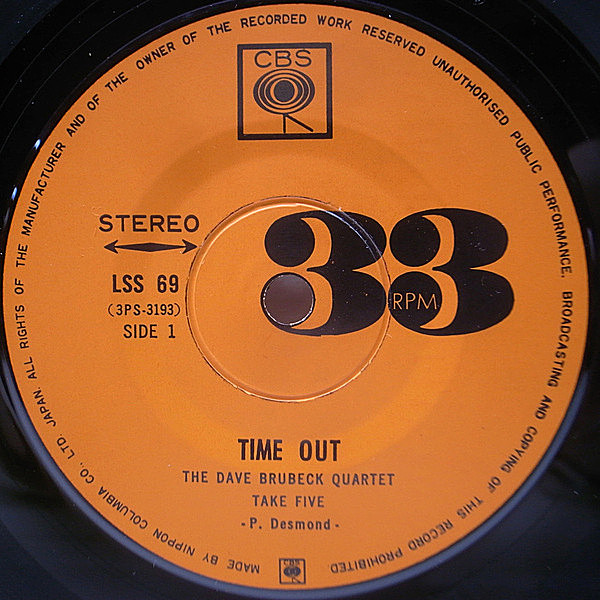 CBS
STEREO
LSS 69
(3PS-3193)
SIDE 1
33
RPM
TIME OUT
THE DAVE BRUBECK QUARTET
TAKE FIVE
- P. Desmond -
CBS
MADE BY NIPPON COLUMBIA CO., LTD. JAPAN. ALL RIGHTS OF THE MANUFACTURER AND OF THE OWNER OF THE RECORDED WORK RESERVED UNAUTHORISED PUBLIC PERFORMANCE, BROADCASTING AND COPYING OF THIS RECORD PROHIBITED